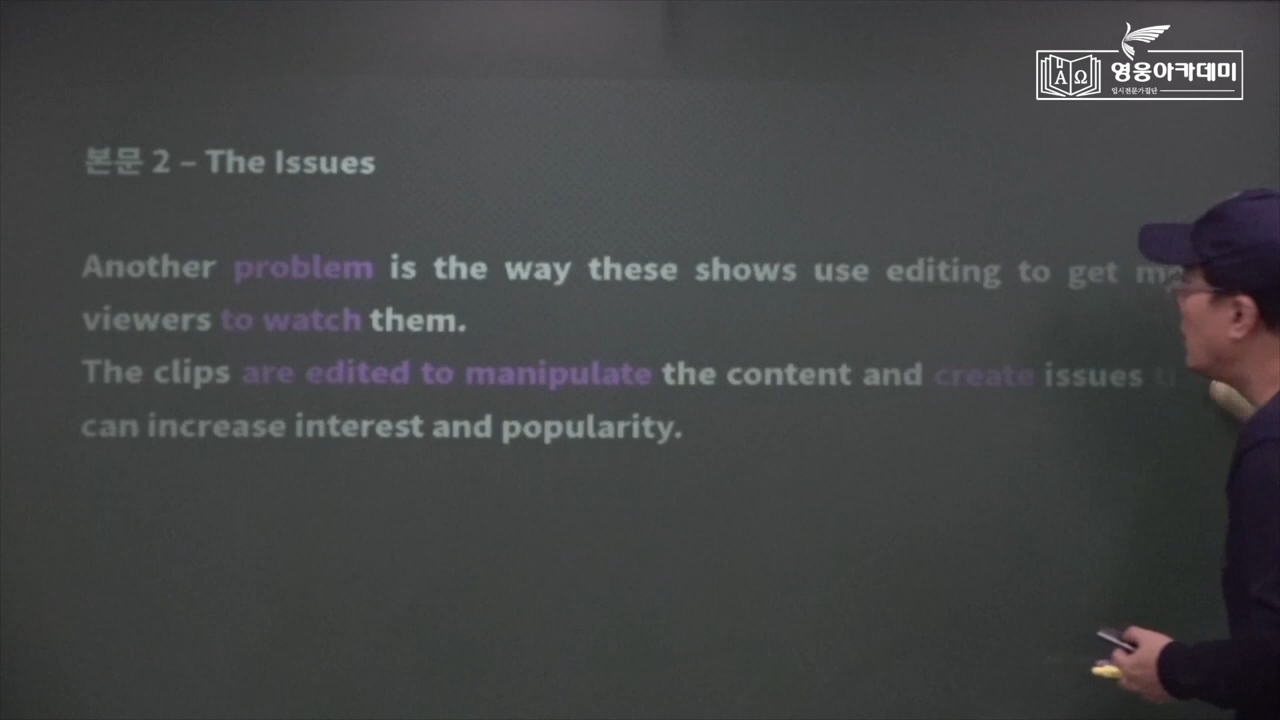 영웅아카데미
입시전문가집단
본문 2 – The Issues
Another problem is the way these shows use editing to get
viewers to watch them.
The clips are edited to manipulate the content and create issues
can increase interest and popularity.